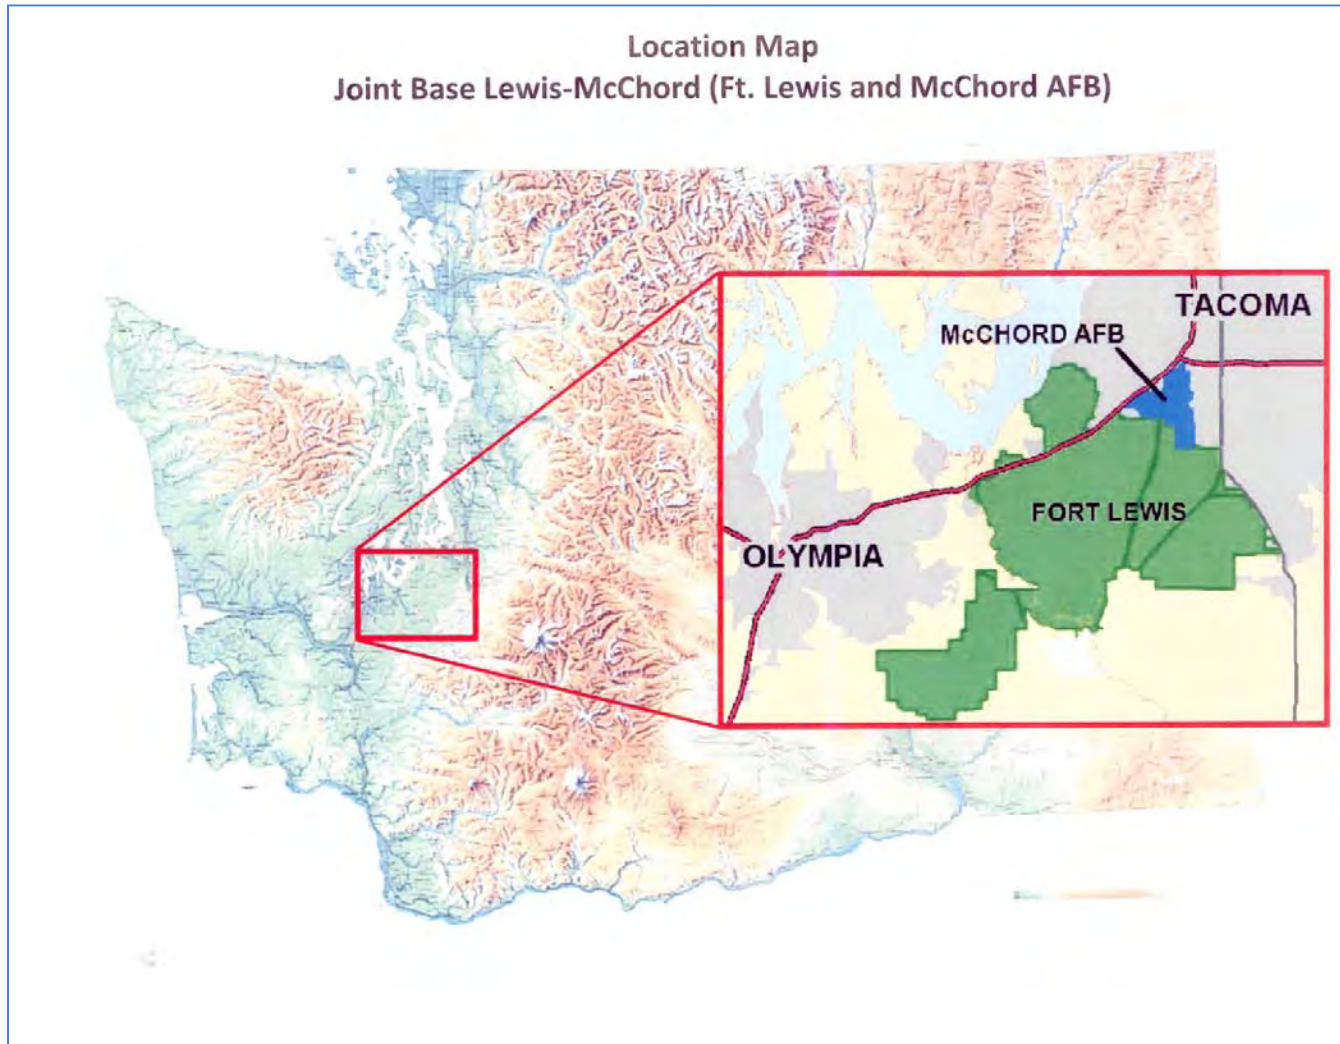 Location Map
Joint Base Lewis-McChord (Ft. Lewis and McChord AFB)
TACOMA
McCHORD AFB
FORT LEWIS
OLYMPIA